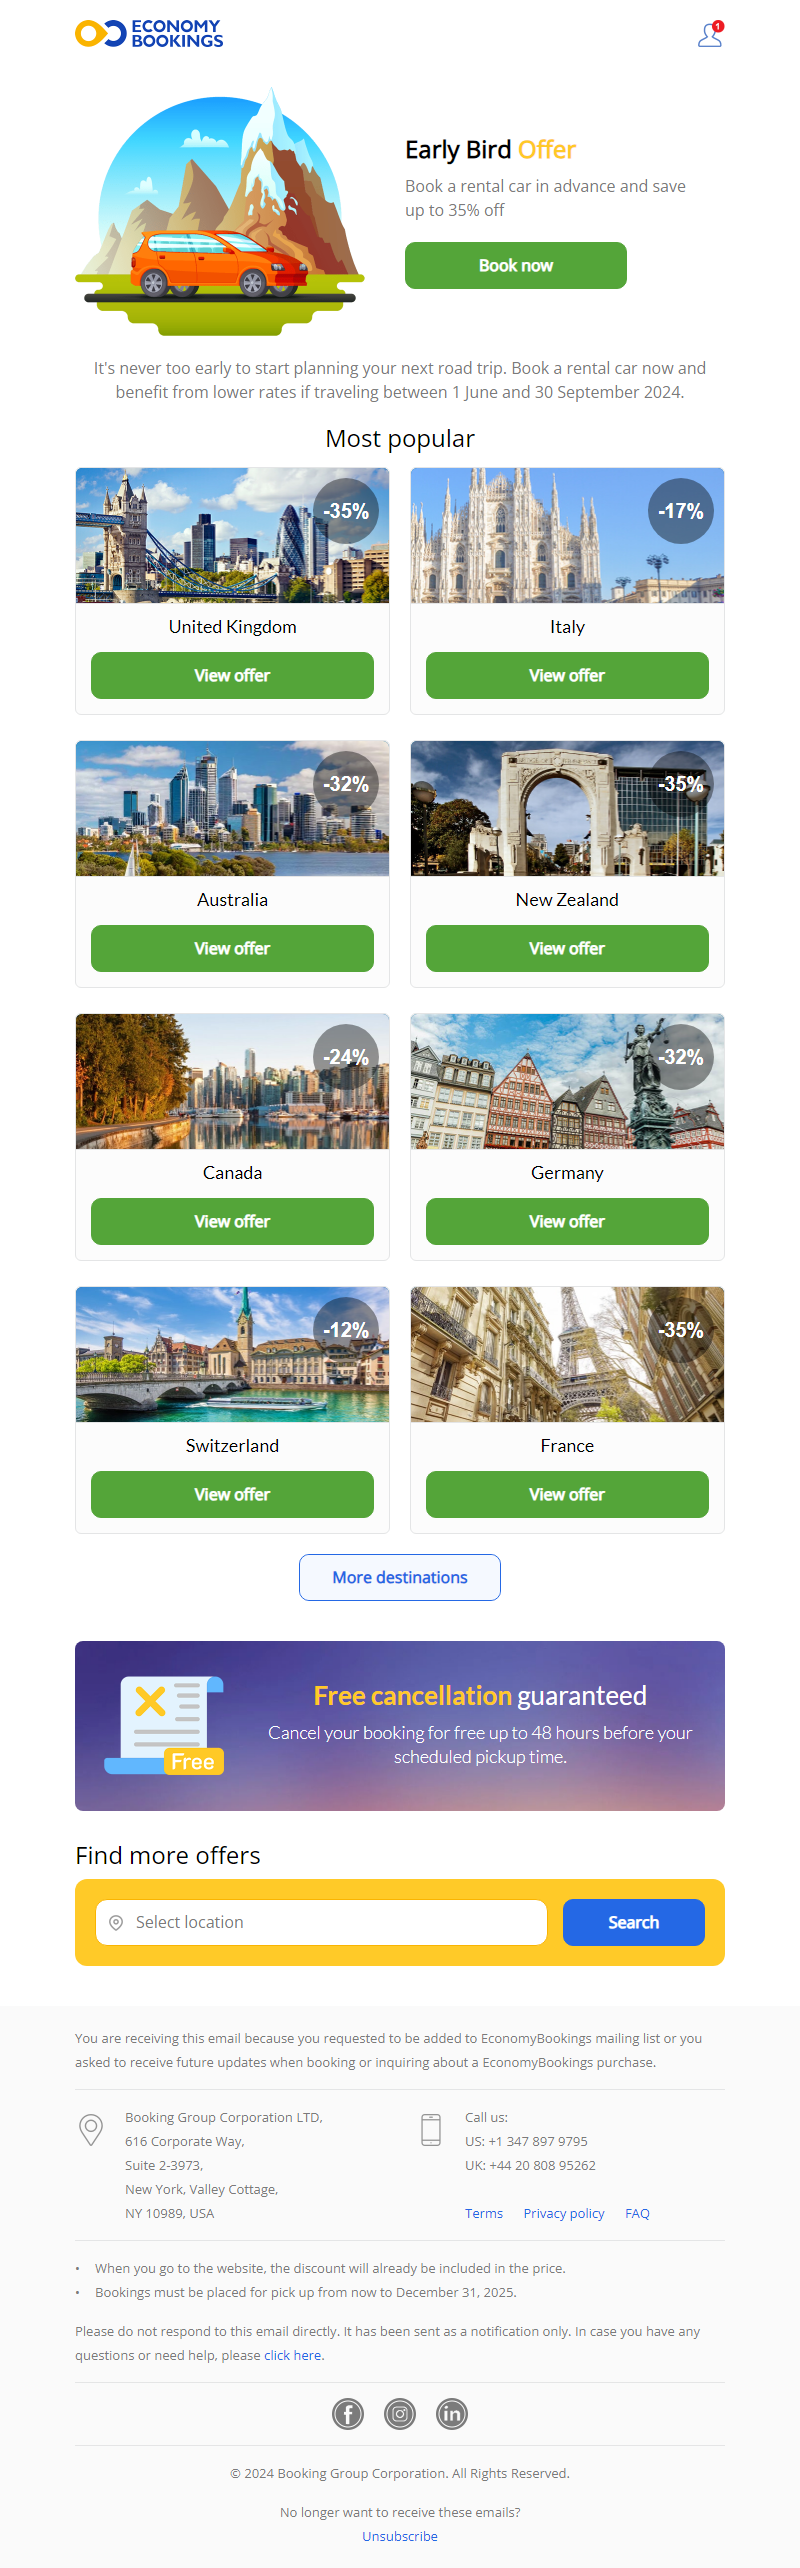 ECONOMY
BOOKINGS
1
Early Bird Offer
Book a rental car in advance and save
up to 35% off
Book now
It's never too early to start planning your next road trip. Book a rental car now and
benefit from lower rates if traveling between 1 June and 30 September 2024.
Most popular
-35%
United Kingdom
View offer
-17%
Italy
View offer
-32%
Australia
View offer
-35%
New Zealand
View offer
-24%
Canada
View offer
-32%
Germany
View offer
-12%
Switzerland
View offer
-35%
France
View offer
More destinations
Free
Free cancellation guaranteed
Cancel your booking for free up to 48 hours before your
scheduled pickup time.
Find more offers
Select location
Search
You are receiving this email because you requested to be added to EconomyBookings mailing list or you
asked to receive future updates when booking or inquiring about a EconomyBookings purchase.
Booking Group Corporation LTD,
616 Corporate Way,
Suite 2-3973,
New York, Valley Cottage,
NY 10989, USA
Call us:
US: +1 347 897 9795
UK: +44 20 808 95262
Terms Privacy policy FAQ
• When you go to the website, the discount will already be included in the price.
• Bookings must be placed for pick up from now to December 31, 2025.
Please do not respond to this email directly. It has been sent as a notification only. In case you have any
questions or need help, please click here.
© 2024 Booking Group Corporation. All Rights Reserved.
No longer want to receive these emails?
Unsubscribe